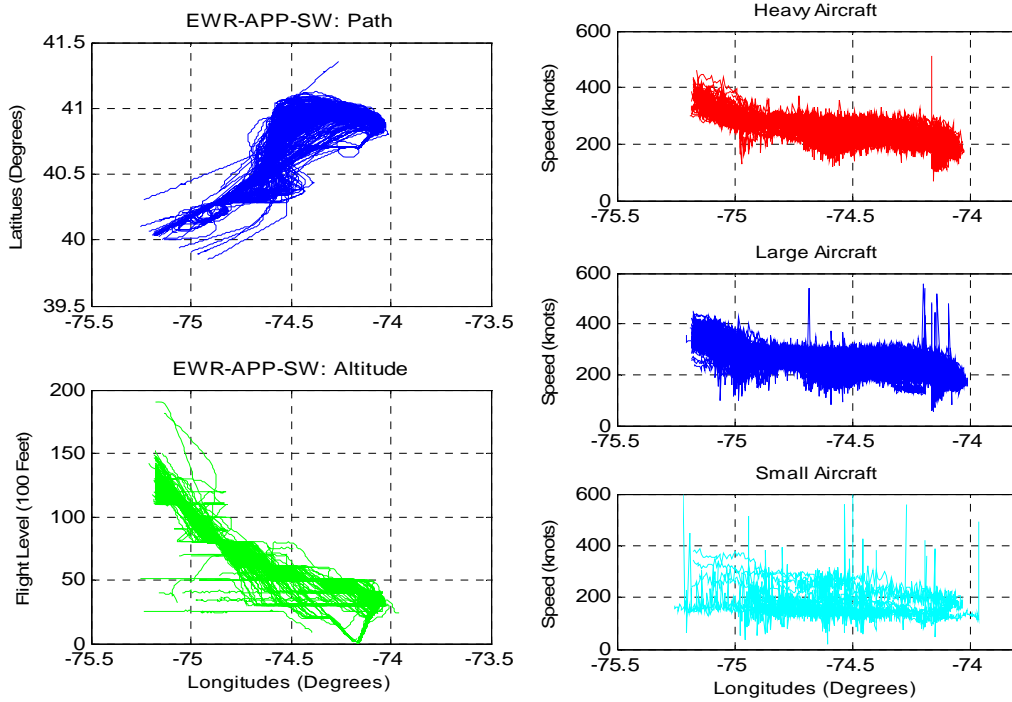 EWR-APP-SW: Path
41.5
41
40.5
40
39.5
Latitues (Degrees)
-75.5 -75 -74.5 -74 -73.5
EWR-APP-SW: Altitude
200
150
100
50
0
Flight Level (100 Feet)
-75.5 -75 -74.5 -74 -73.5
Longitudes (Degrees)
Heavy Aircraft
600
400
200
0
Speed (knots)
-75.5 -75 -74.5 -74
Large Aircraft
600
400
200
0
Speed (knots)
-75.5 -75 -74.5 -74
Small Aircraft
600
400
200
0
Speed (knots)
-75.5 -75 -74.5 -74
Longitudes (Degrees)